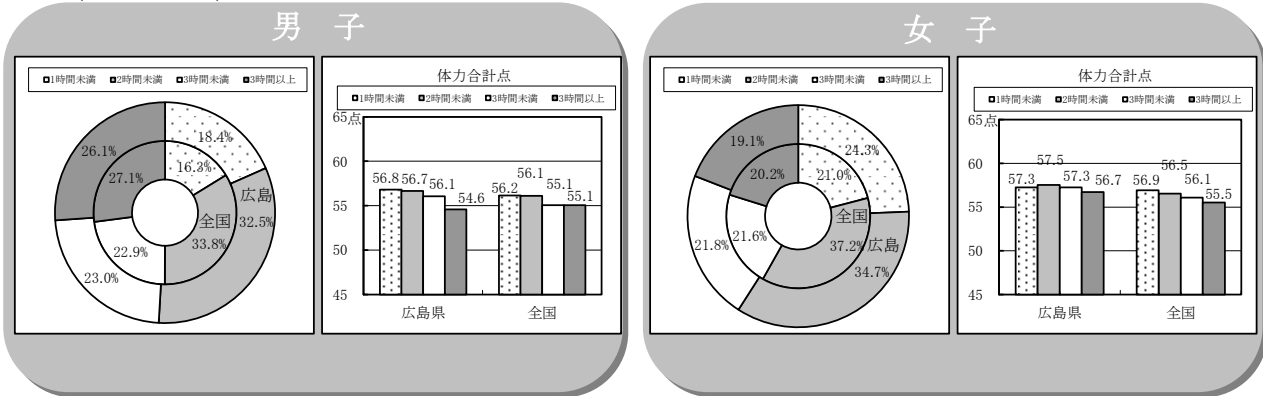 男 子
□1時間未満 □2時間未満 □3時間未満 □3時間以上
18.4%
16.3%
広島
32.5%
全国
33.8%
22.9%
23.0%
27.1%
26.1%
体力合計点
□1時間未満 □2時間未満 □3時間未満 □3時間以上
65点
60
55
50
45
56.8 56.7 56.1 54.6
56.2 56.1 55.1 55.1
広島県 全国
女 子
□1時間未満 □2時間未満 □3時間未満 □3時間以上
24.3%
21.0%
全国
37.2%
広島
34.7%
21.6%
21.8%
20.2%
19.1%
体力合計点
□1時間未満 □2時間未満 □3時間未満 □3時間以上
65点
60
55
50
45
57.3 57.5 57.3 56.7
56.9 56.5 56.1 55.5
広島県 全国